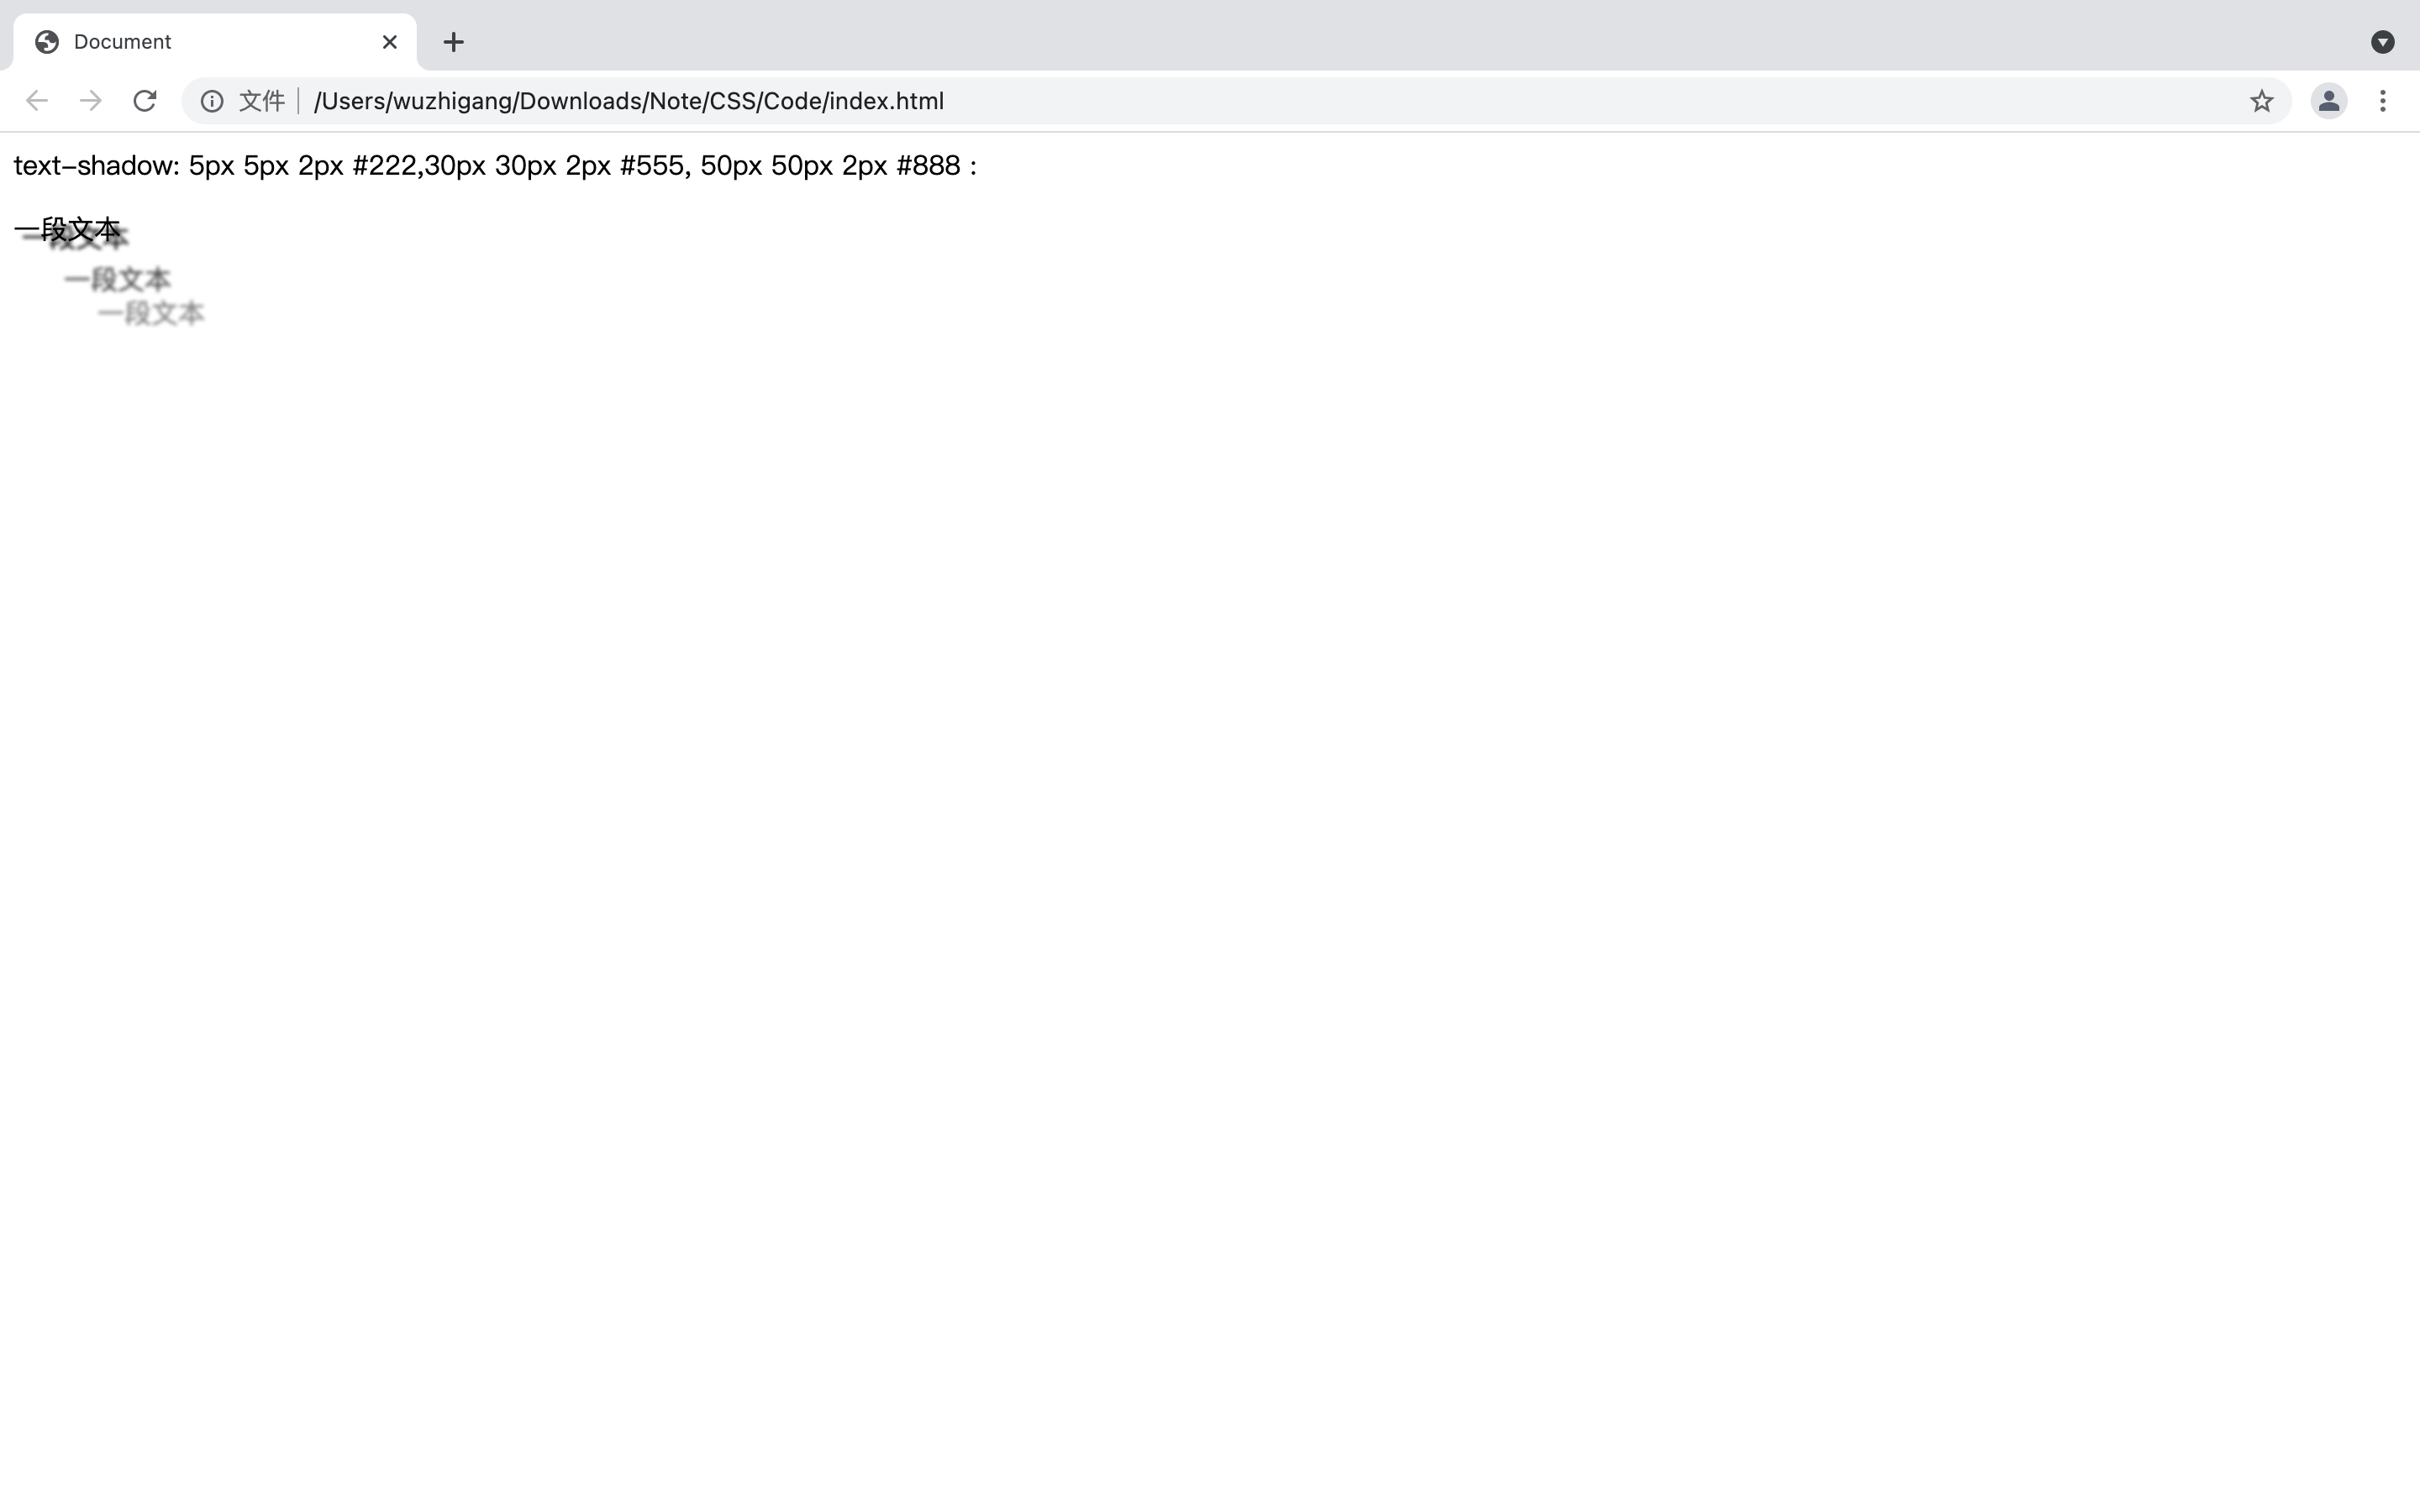 Document
文件 /Users/wuzhigang/Downloads/Note/CSS/Code/index.html
text-shadow: 5px 5px 2px #222,30px 30px 2px #555, 50px 50px 2px #888：
一段文本
一段文本
一段文本
一段文本